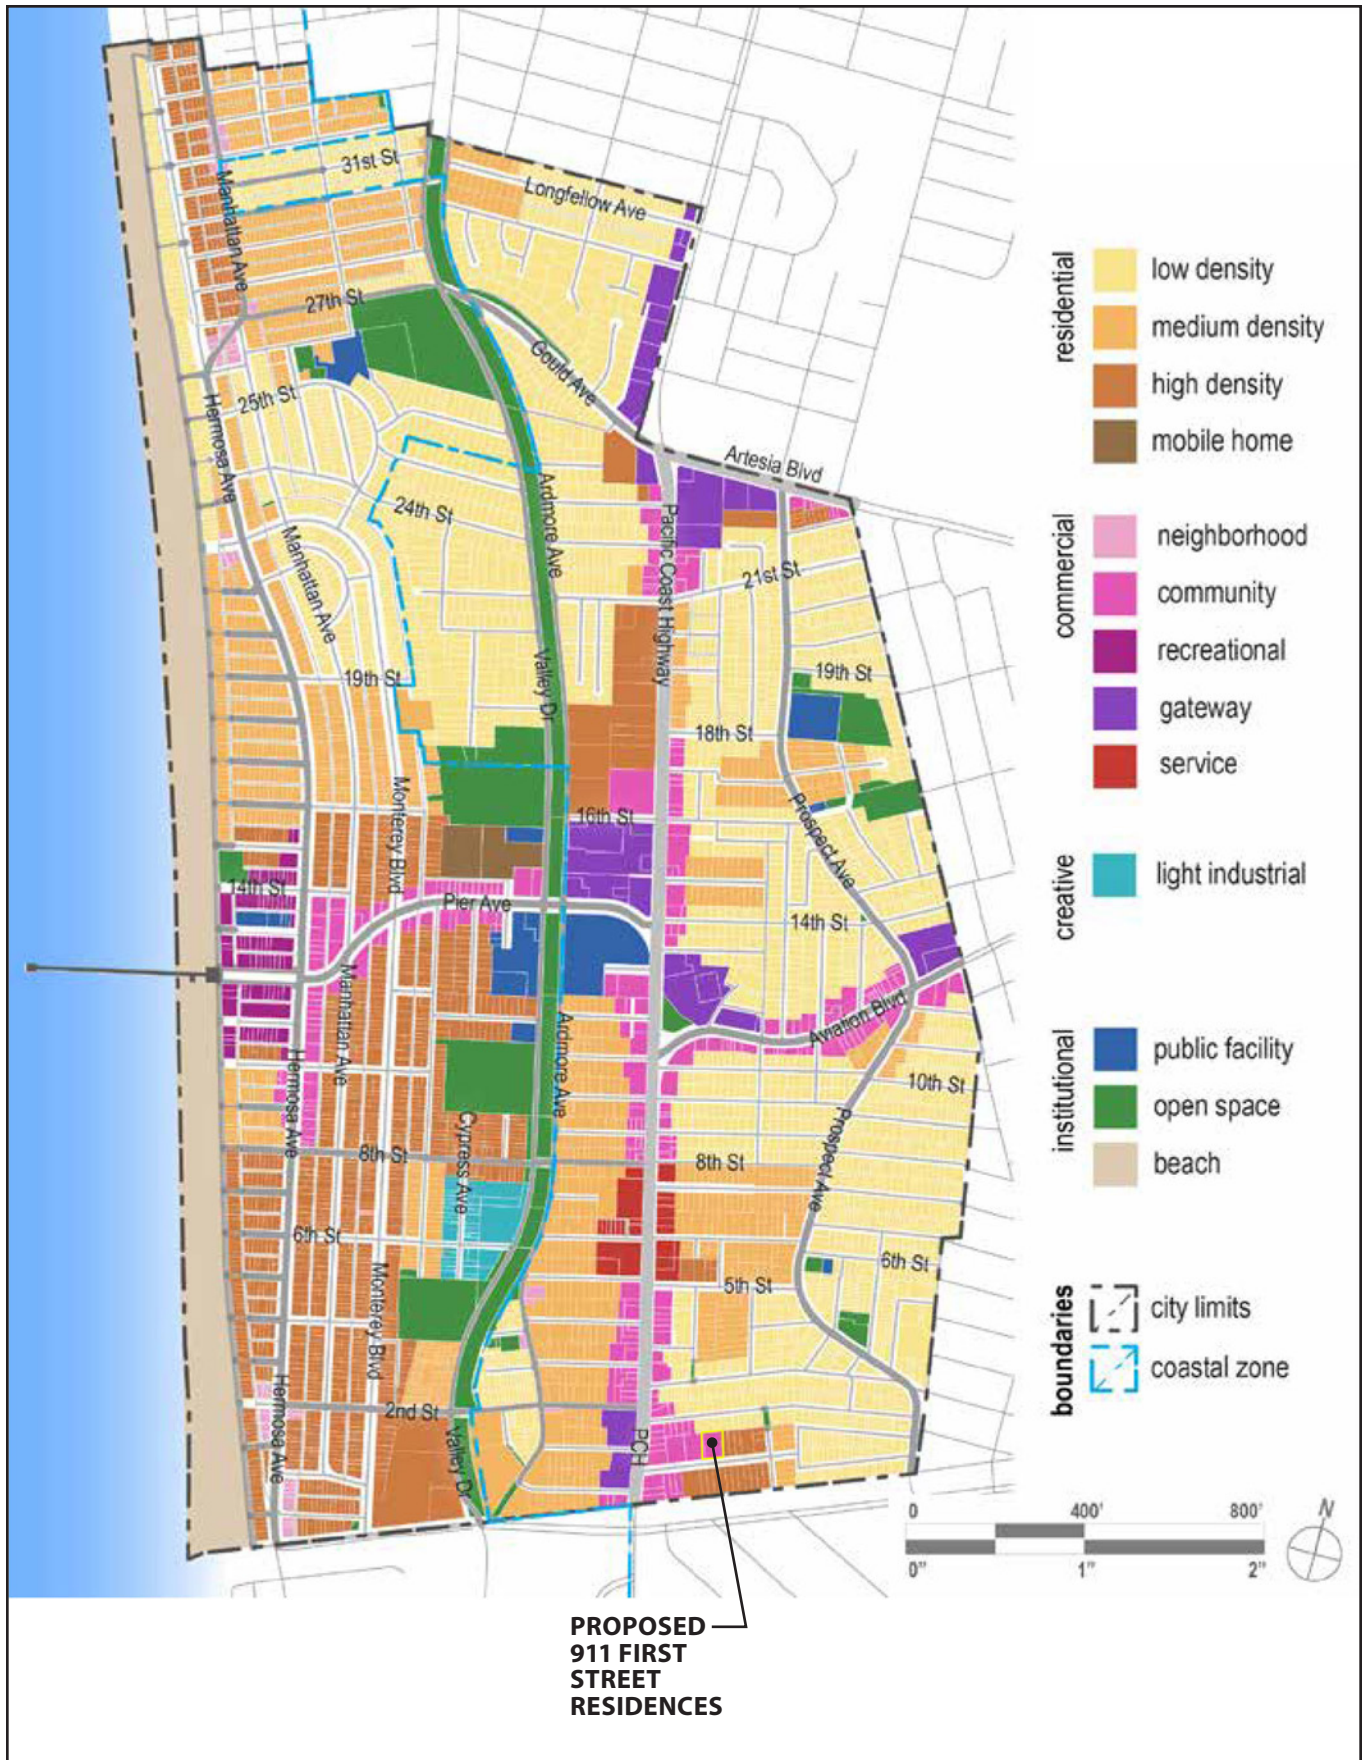 31st St
Longfellow Ave
Manhattan Ave
27th St
Gould Ave
25th St
Hermosa Ave
Artesia Blvd
24th St
Ardmore Ave
Pacific Coast Highway
Manhattan Ave
21st St
19th St
Valley Dr
19th St
18th St
Monterey Blvd
16th St
Prospect Ave
14th St
Pier Ave
14th St
Manhattan Ave
Aviation Blvd
Ardmore Ave
Hermosa Ave
10th St
Cypress Ave
Prospect Ave
8th St
8th St
6th St
6th St
5th St
Monterey Blvd
Hermosa Ave
2nd St
Valley Dr
PCH
residential
low density
medium density
high density
mobile home
commercial
neighborhood
community
recreational
gateway
service
creative
light industrial
institutional
public facility
open space
beach
boundaries
city limits
coastal zone
0 400' 800'
0" 1" 2"
N
PROPOSED
911 FIRST
STREET
RESIDENCES